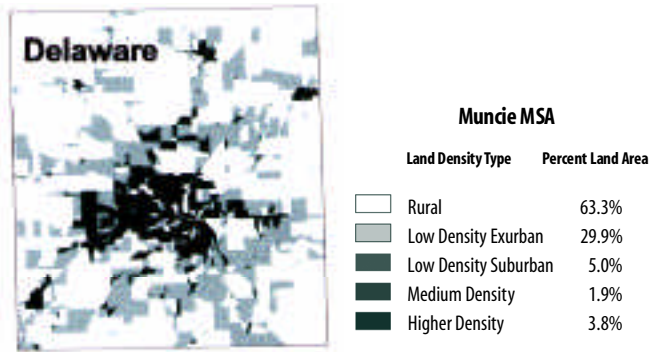 Delaware
Muncie MSA
Land Density Type Percent Land Area
Rural 63.3%
Low Density Exurban 29.9%
Low Density Suburban 5.0%
Medium Density 1.9%
Higher Density 3.8%